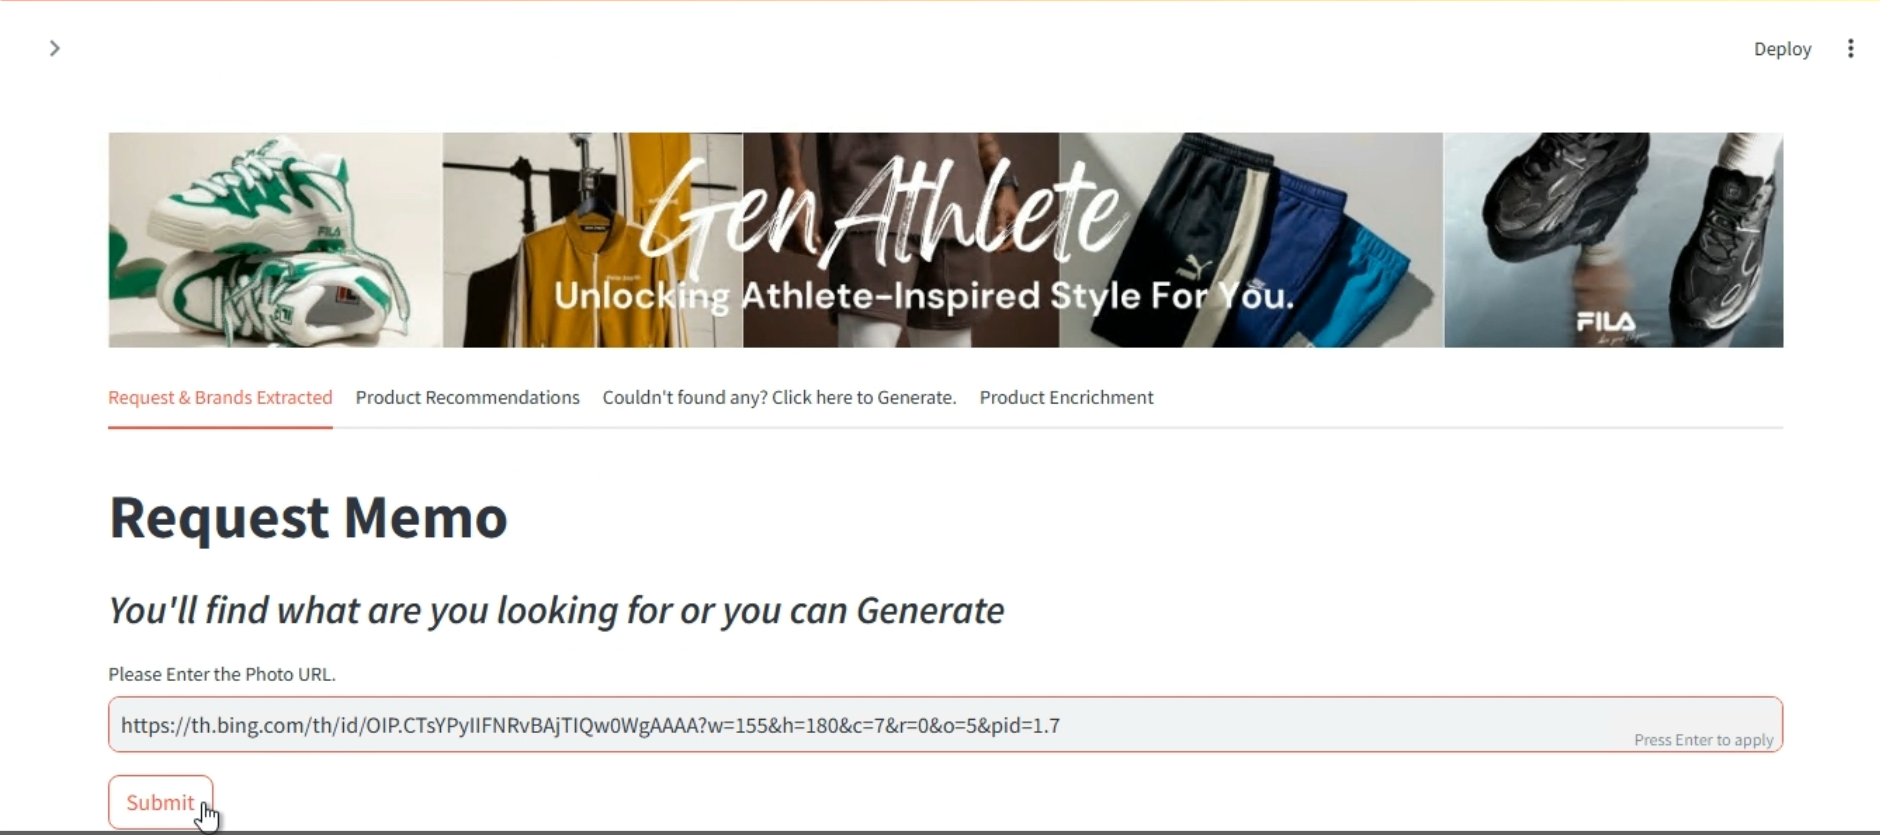 Deploy
GenAthlete
Unlocking Athlete-Inspired Style For You.
FILA
FILA
Request & Brands Extracted
Product Recommendations
Couldn't found any? Click here to Generate.
Product Encrichment
Request Memo
You'll find what are you looking for or you can Generate
Please Enter the Photo URL.
https://th.bing.com/th/id/OIP.CTsYPyIIFNRvBAjTIQw0WgAAAA?w=155&h=180&c=7&r=0&o=5&pid=1.7
Press Enter to apply
Submit